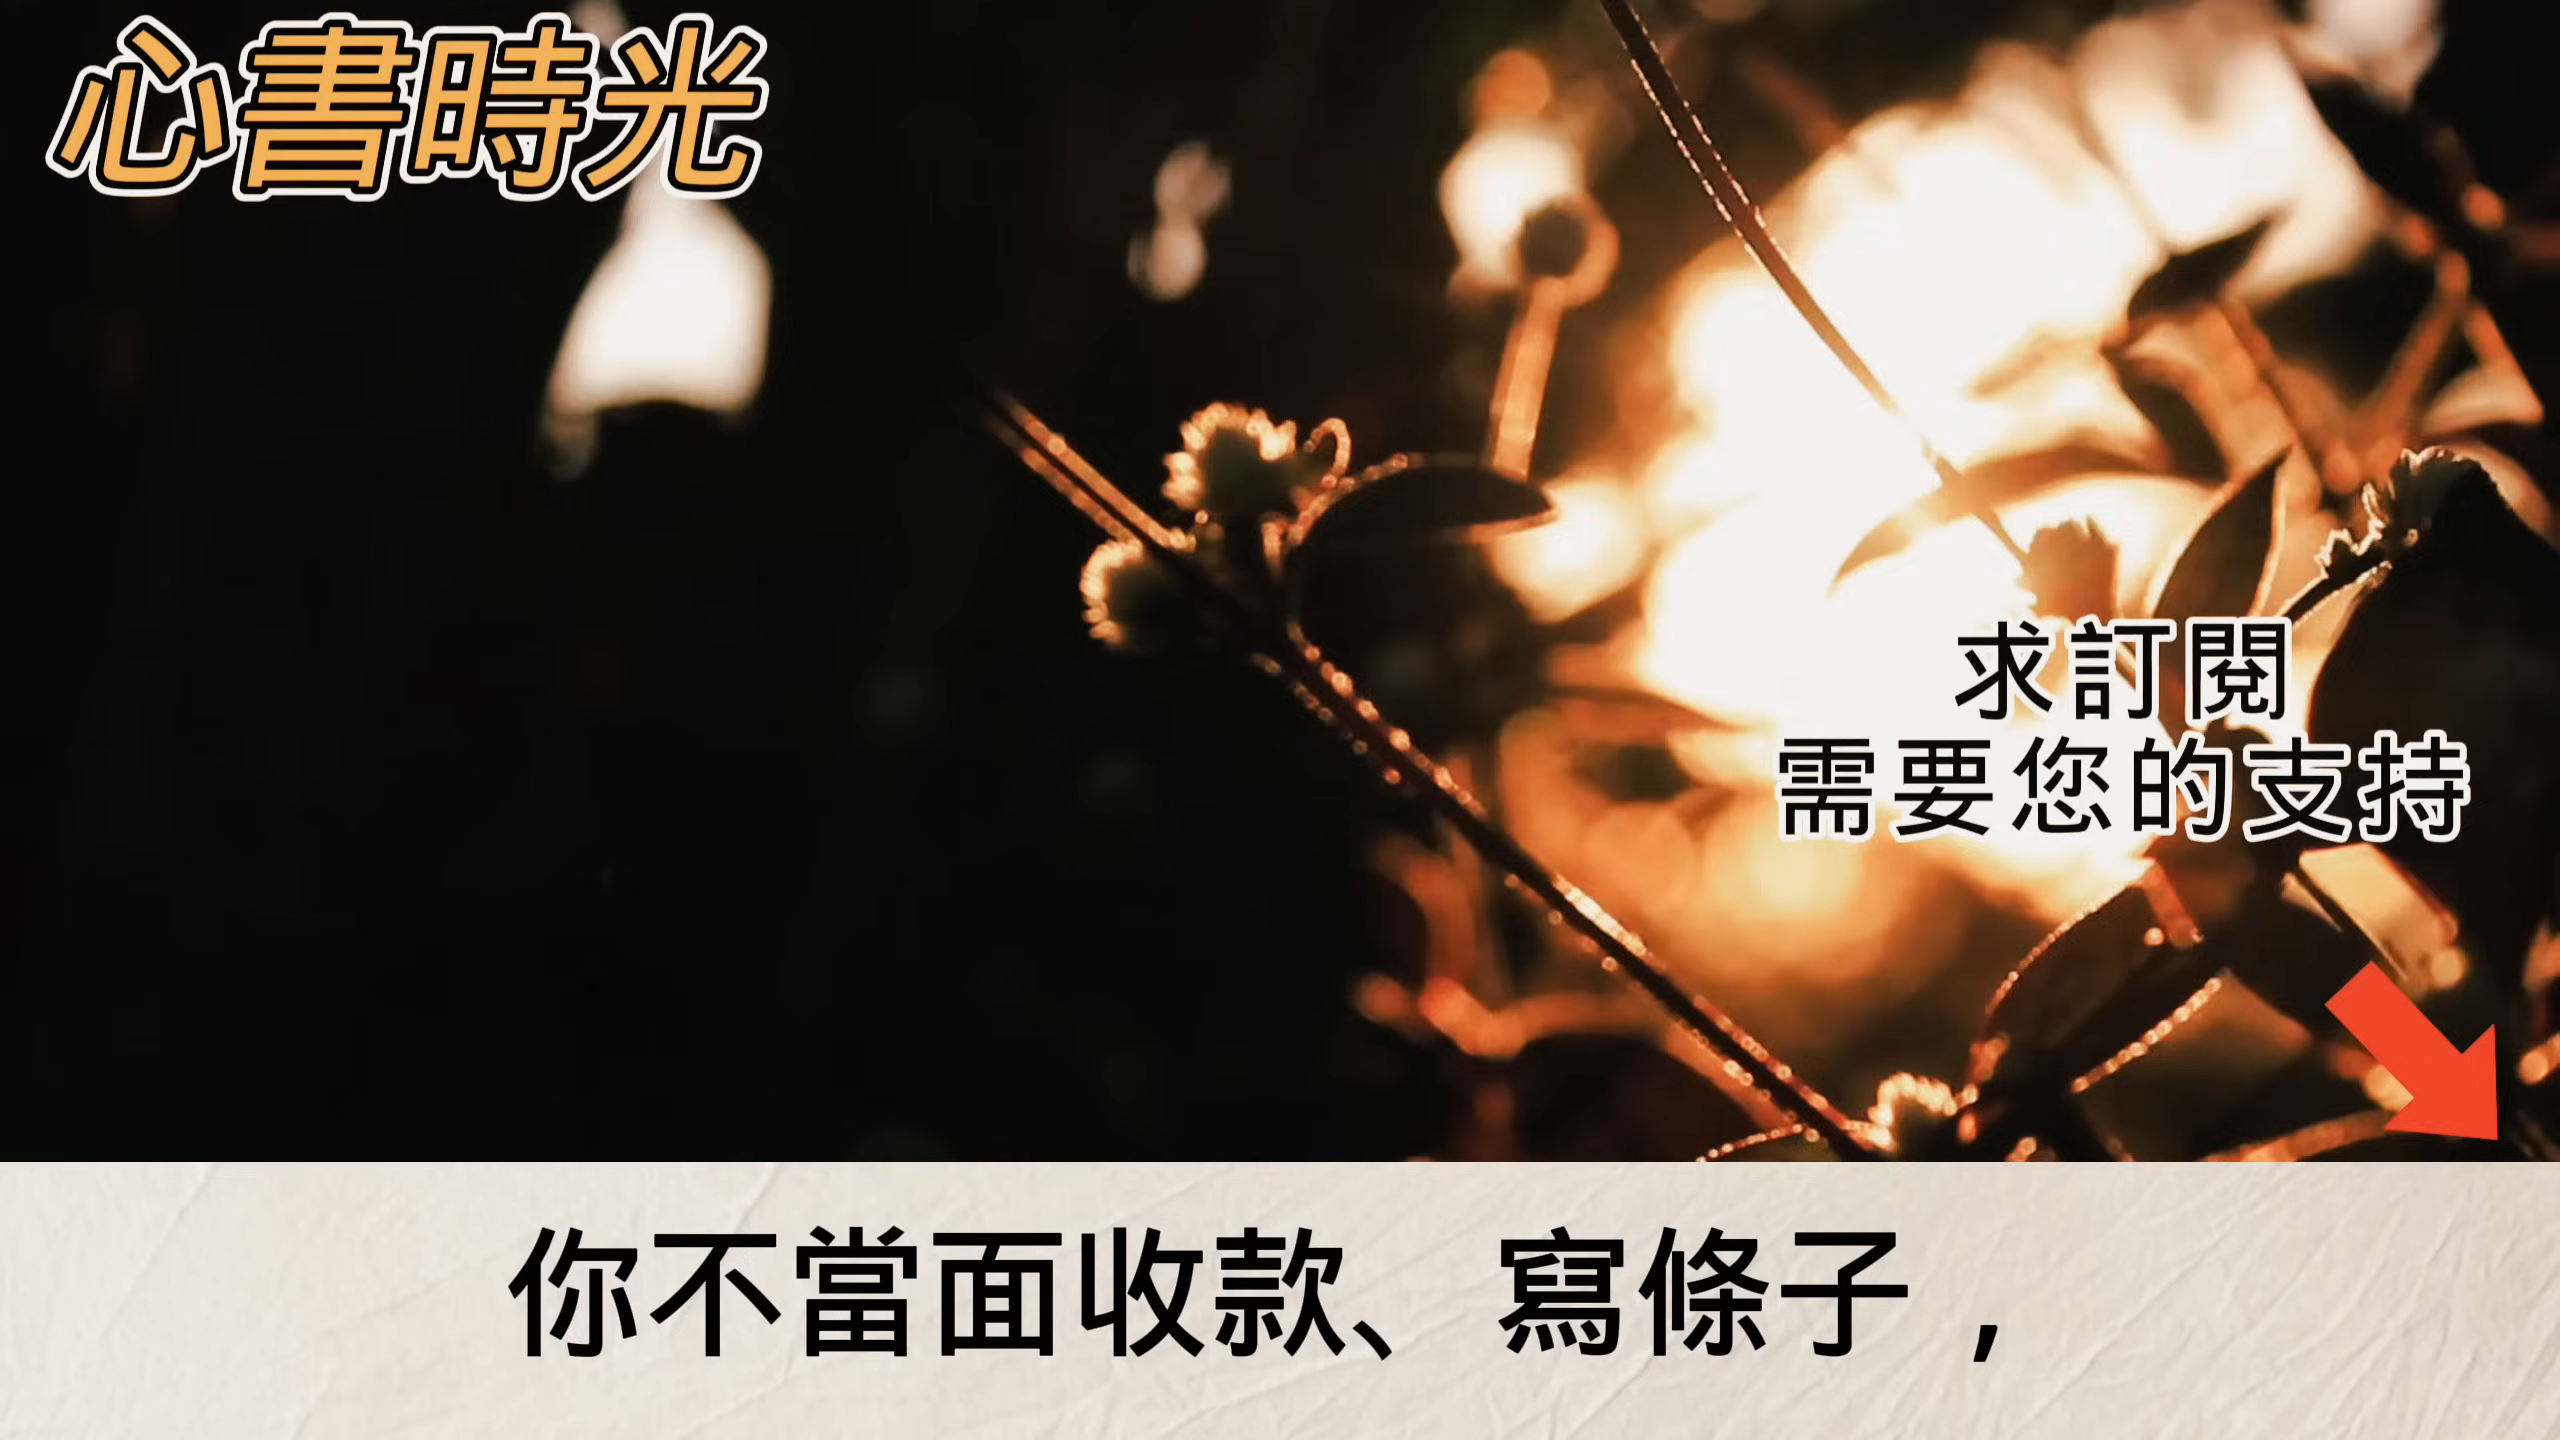 心書時光
求訂閱
需要您的支持
你不當面收款、寫條子，